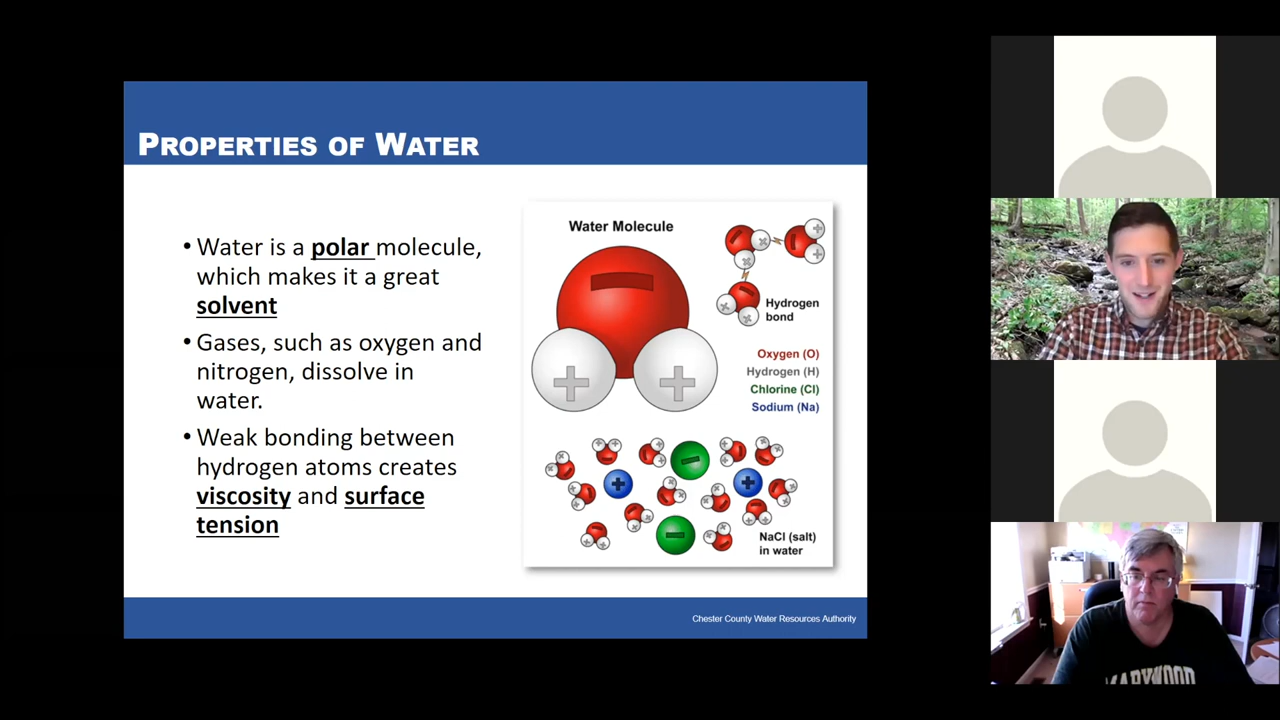 PROPERTIES OF WATER
• Water is a polar molecule,
which makes it a great
solvent
• Gases, such as oxygen and
nitrogen, dissolve in
water.
• Weak bonding between
hydrogen atoms creates
viscosity and surface
tension
Water Molecule
Hydrogen
bond
Oxygen (O)
Hydrogen (H)
Chlorine (Cl)
Sodium (Na)
NaCl (salt)
in water
Chester County Water Resources Authority
MARYWOOD